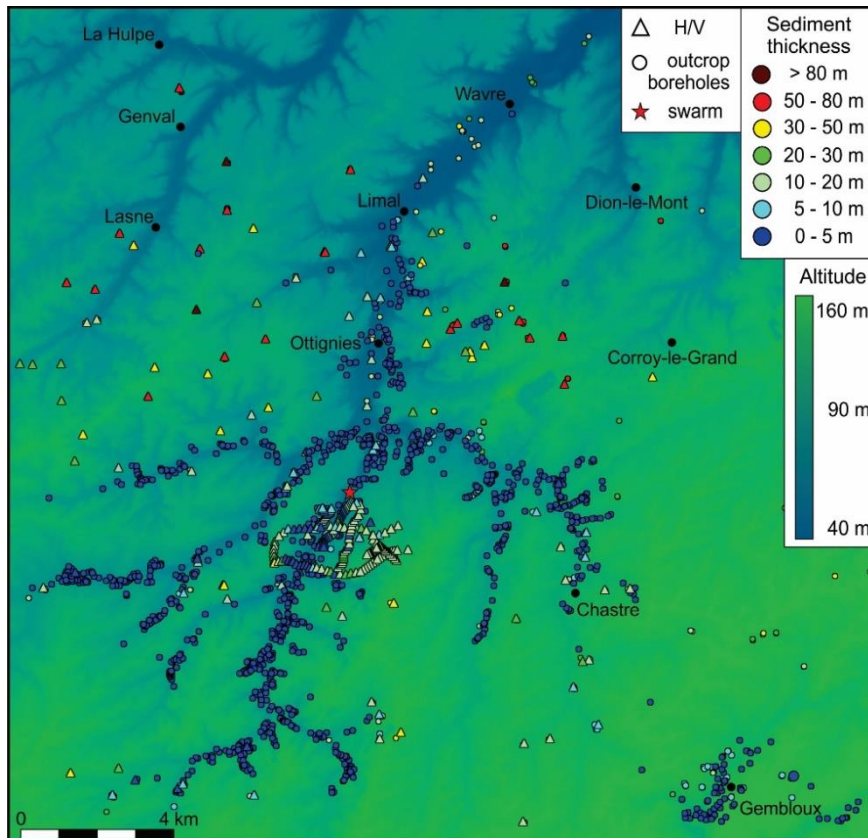 La Hulpe
Genval
Lasne
Wavre
Limal
Dion-le-Mont
Ottignies
Corroy-le-Grand
Chastre
Gembloux
0
4 km
H/V
outcrop
boreholes
swarm
Sediment
thickness
> 80 m
50 - 80 m
30 - 50 m
20 - 30 m
10 - 20 m
5 - 10 m
0 - 5 m
Altitude
160 m
90 m
40 m